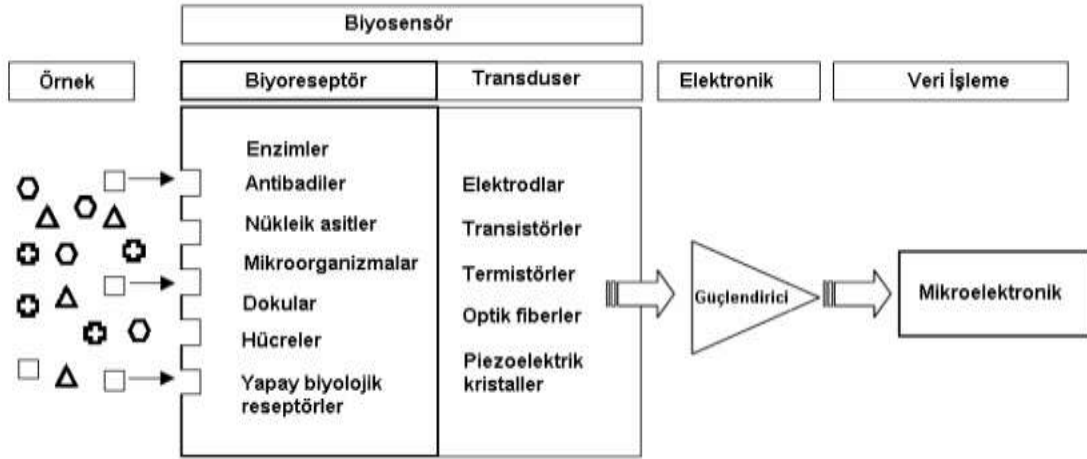 Biyosensör
Örnek
Biyoreseptör
Transduser
Elektronik
Veri İşleme
Enzimler
Antibadiler
Nükleik asitler
Mikroorganizmalar
Dokular
Hücreler
Yapay biyolojik
reseptörler
Elektrodlar
Transistörler
Termistörler
Optik fiberler
Piezoelektrik
kristaller
Güçlendirici
Mikroelektronik